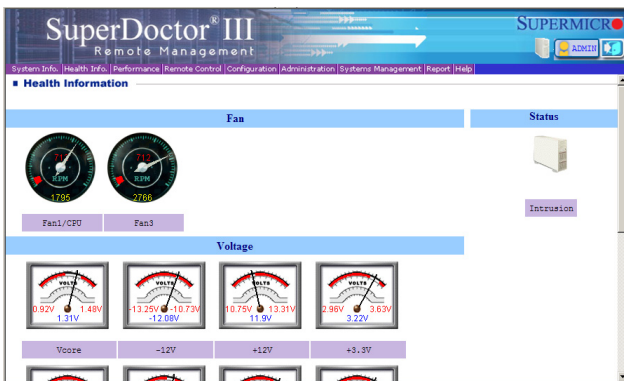 SuperDoctor® III
Remote Management
SUPERMICR
ADMIN
System Info. Health Info. Performance Remote Control Configuration Administration Systems Management Report Help
Health Information
Fan
Status
712
RPM
1795
712
RPM
2766
Fan1/CPU
Fan3
Intrusion
Voltage
VOLTS
0.92V
1.48V
1.31V
VOLTS
-13.25V
-10.73V
-12.08V
VOLTS
10.75V
13.31V
11.9V
VOLTS
2.96V
3.63V
3.22V
Vcore
-12V
+12V
+3.3V